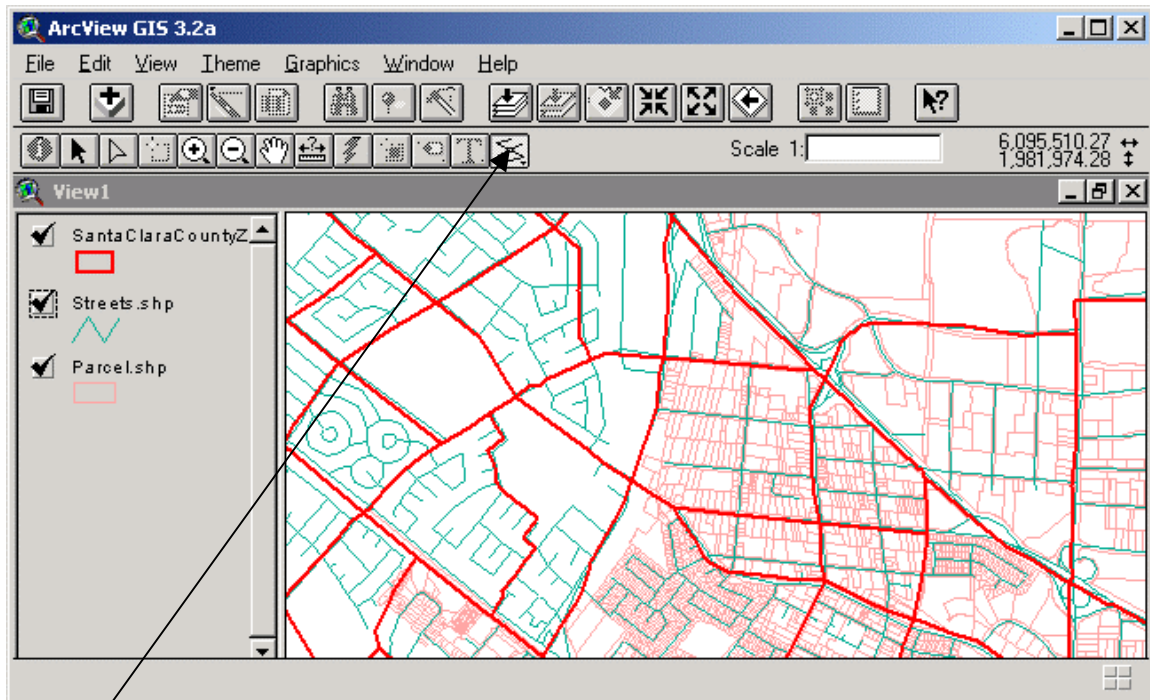 ArcView GIS 3.2a
File Edit View Theme Graphics Window Help
Scale 1:
6,095,510.27
1,981,974.28
View1
SantaClaraCountyZ
Streets.shp
Parcel.shp